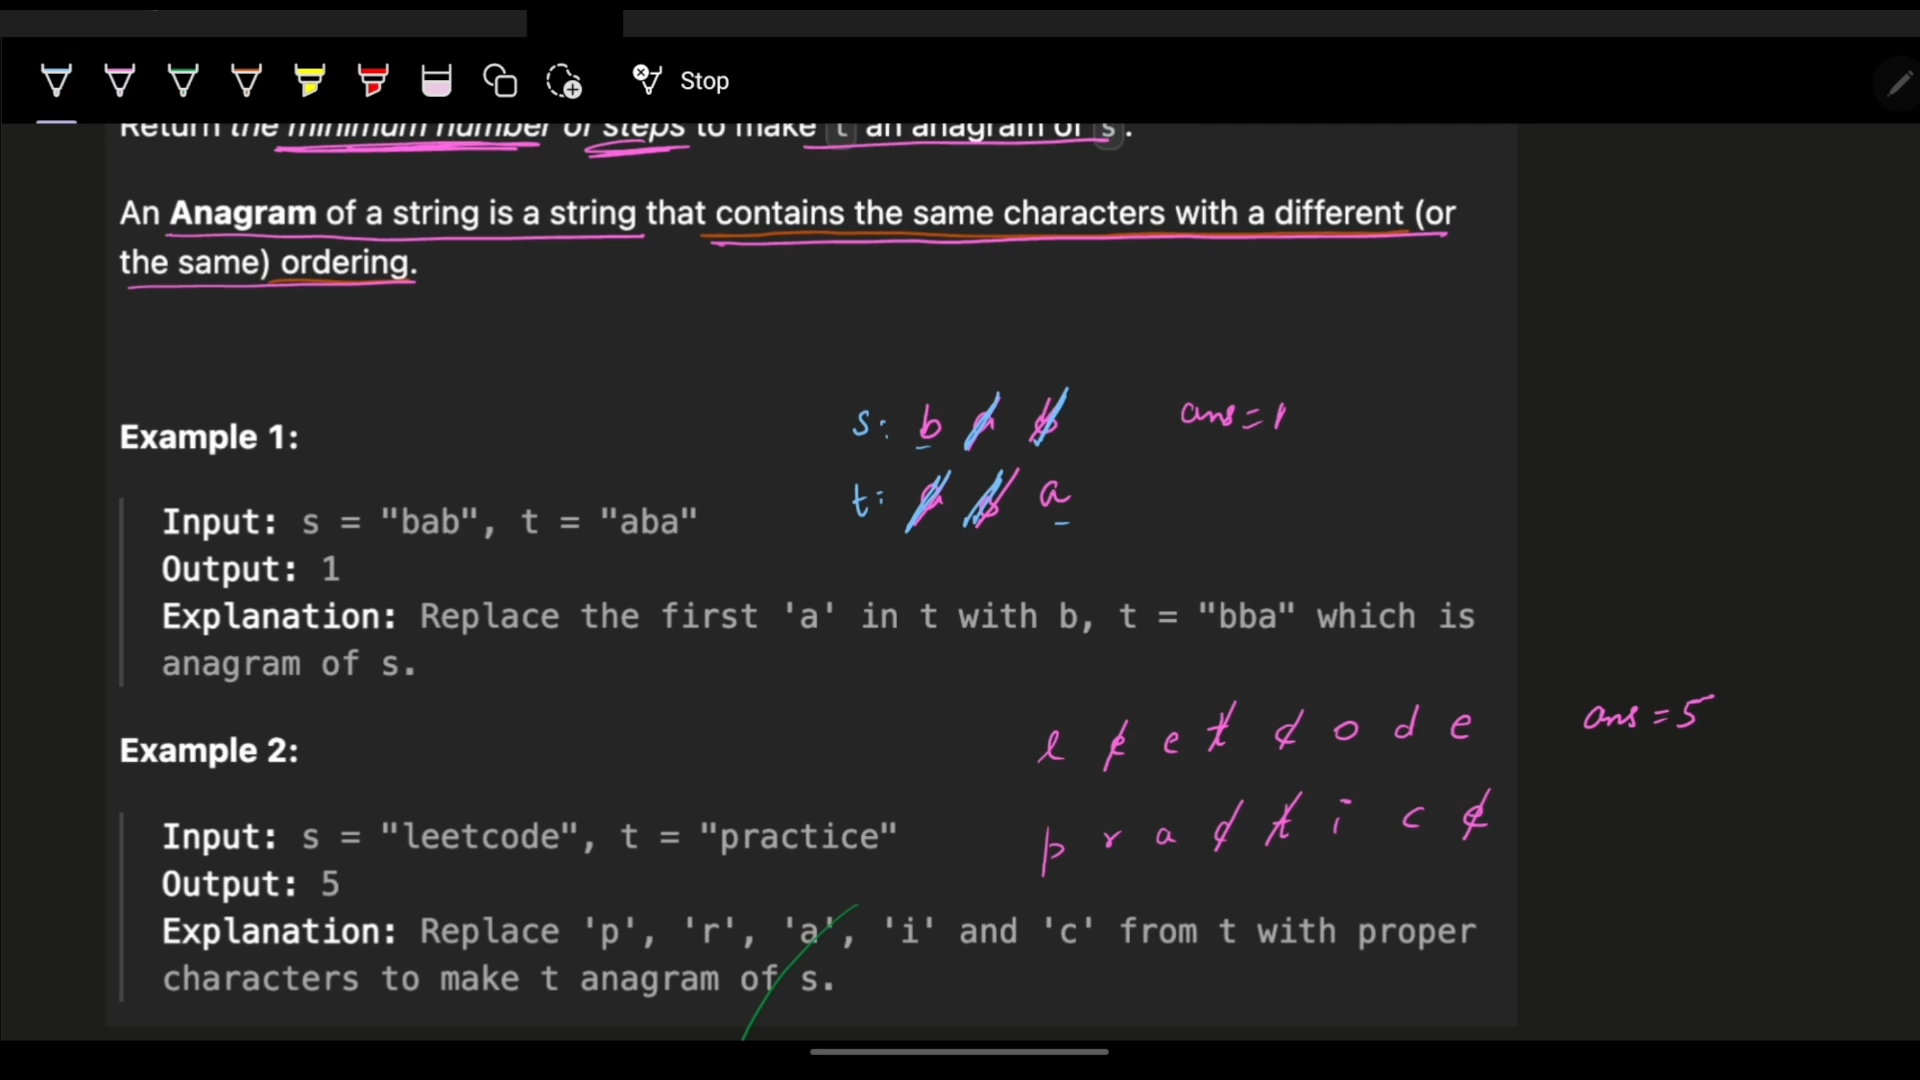 Stop
Return the minimum number of steps to make t an anagram of s.
An Anagram of a string is a string that contains the same characters with a different (or
the same) ordering.
s: b a b ans = 1
t: a b a
Example 1:
Input: s = "bab", t = "aba"
Output: 1
Explanation: Replace the first 'a' in t with b, t = "bba" which is
anagram of s.
l e e t c o d e ans = 5
Example 2:
p r a c t i c e
Input: s = "leetcode", t = "practice"
Output: 5
Explanation: Replace 'p', 'r', 'a', 'i' and 'c' from t with proper
characters to make t anagram of s.